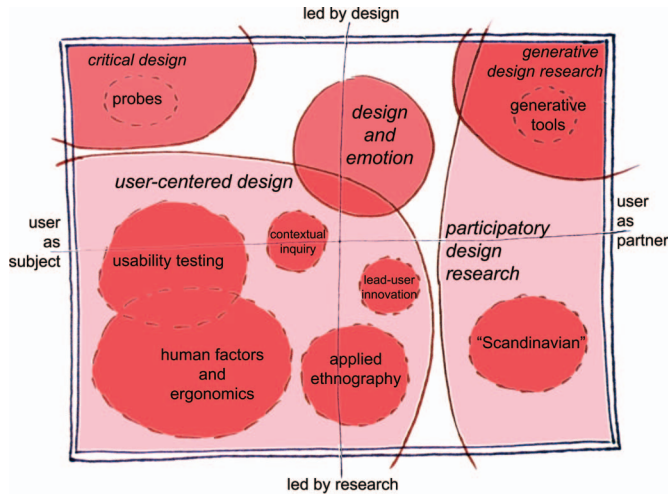 led by design
critical design
probes
design
and
emotion
generative
design research
generative
tools
user-centered design
user
as
subject
usability testing
contextual
inquiry
lead-user
innovation
participatory
design
research
user
as
partner
human factors
and
ergonomics
applied
ethnography
“Scandinavian”
led by research